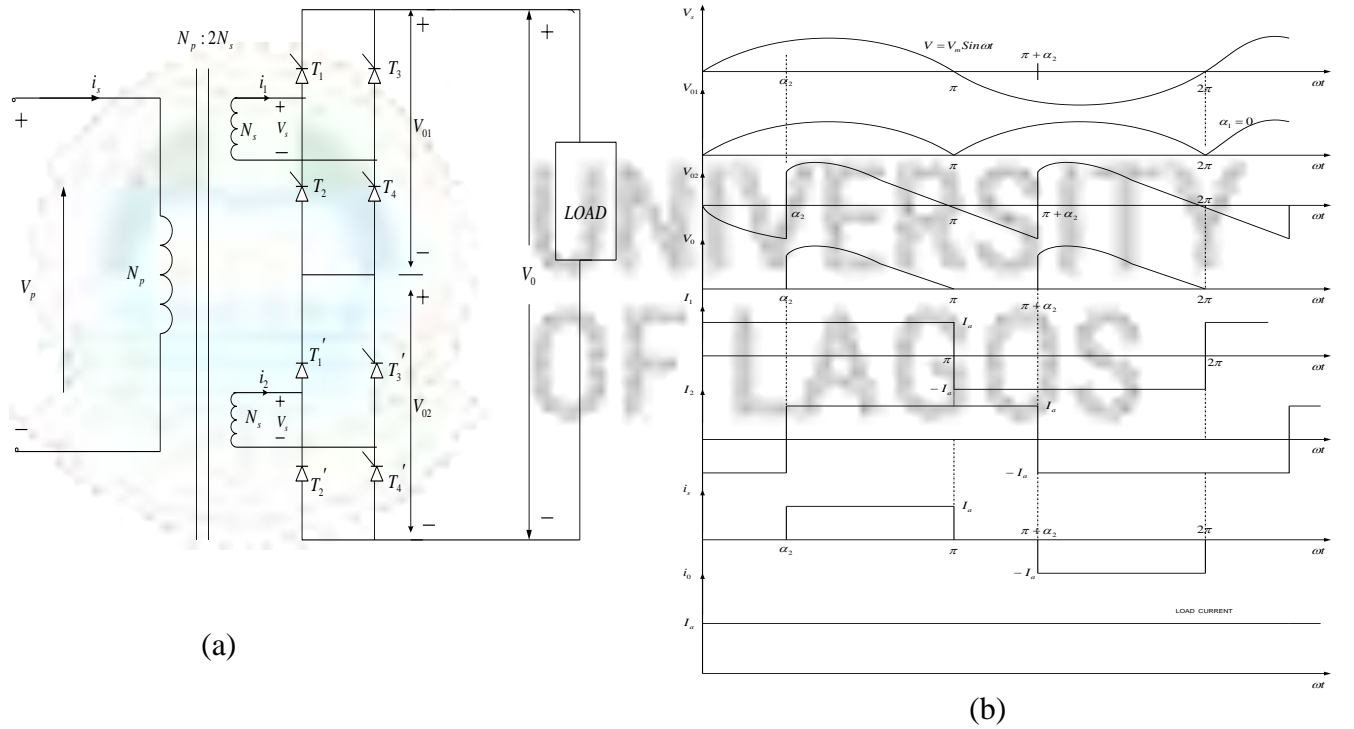 N_p : 2N_s
i_s
+
V_p
−
N_p
i_1
+
N_s
V_s
−
T_1
T_3
T_2
T_4
+
V_01
−
+
V_02
−
T_1'
T_3'
i_2
+
N_s
V_s
−
T_2'
T_4'
+
V_0
−
LOAD
(a)
UNIVERSITY
OF LAGOS
V_s
V = V_m Sin ωt
α_2
π
π + α_2
2π
ωt
V_01
α_1 = 0
π
2π
ωt
V_02
α_2
π
π + α_2
2π
ωt
V_0
α_2
π
π + α_2
2π
ωt
I_1
I_a
π
− I_a
2π
ωt
I_2
I_a
− I_a
ωt
i_s
I_a
α_2
π
π + α_2
2π
− I_a
ωt
i_0
I_a
LOAD CURRENT
ωt
(b)